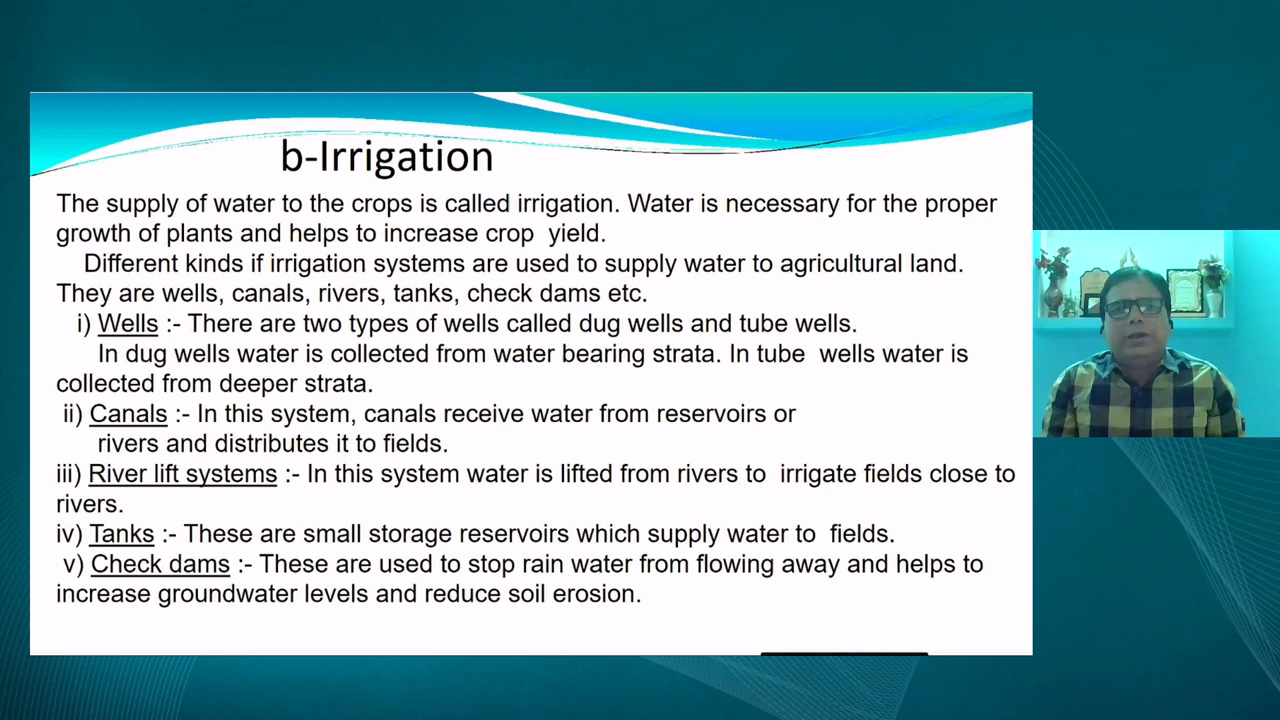 b-Irrigation
The supply of water to the crops is called irrigation. Water is necessary for the proper
growth of plants and helps to increase crop yield.
Different kinds if irrigation systems are used to supply water to agricultural land.
They are wells, canals, rivers, tanks, check dams etc.
i) Wells :- There are two types of wells called dug wells and tube wells.
In dug wells water is collected from water bearing strata. In tube wells water is
collected from deeper strata.
ii) Canals :- In this system, canals receive water from reservoirs or
rivers and distributes it to fields.
iii) River lift systems :- In this system water is lifted from rivers to irrigate fields close to
rivers.
iv) Tanks :- These are small storage reservoirs which supply water to fields.
v) Check dams :- These are used to stop rain water from flowing away and helps to
increase groundwater levels and reduce soil erosion.